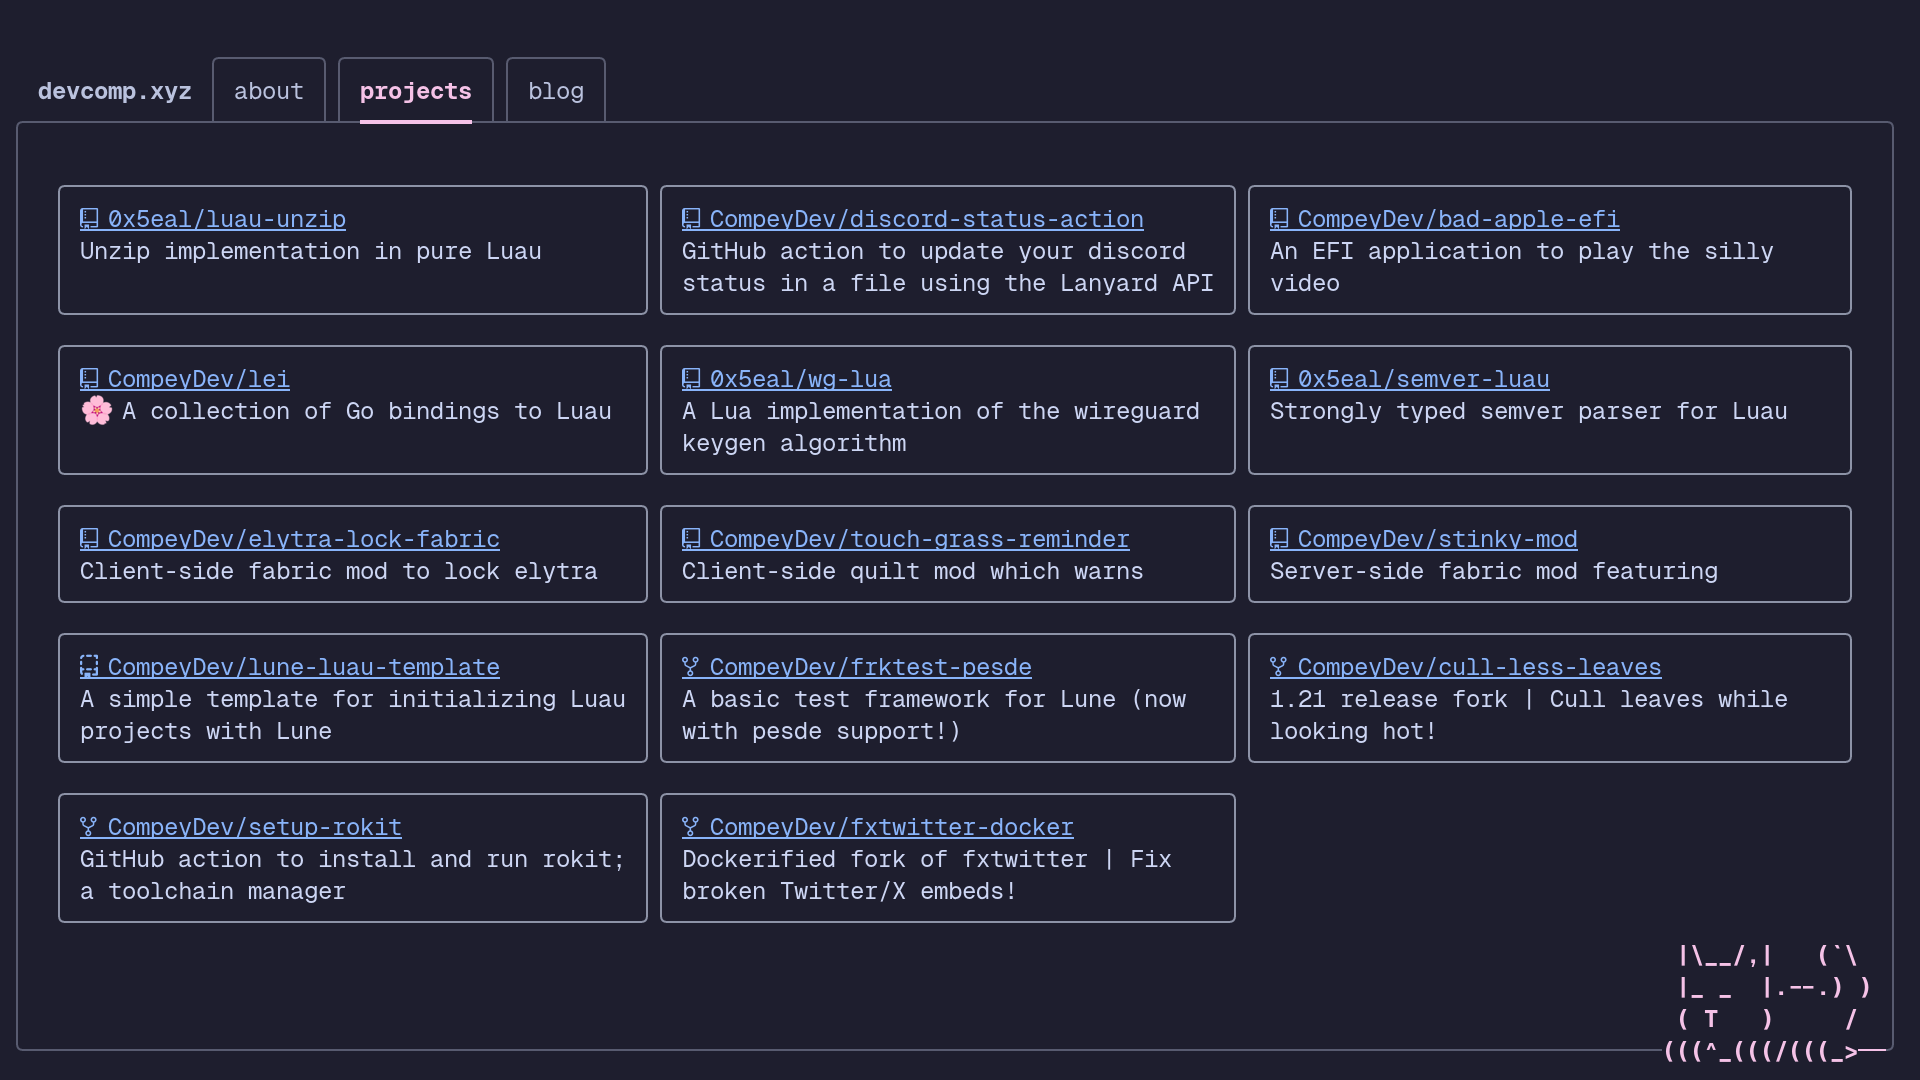 devcomp.xyz about projects blog
0x5eal/luau-unzip
Unzip implementation in pure Luau
CompeyDev/discord-status-action
GitHub action to update your discord
status in a file using the Lanyard API
CompeyDev/bad-apple-efi
An EFI application to play the silly
video
CompeyDev/lei
🌸 A collection of Go bindings to Luau
0x5eal/wg-lua
A Lua implementation of the wireguard
keygen algorithm
0x5eal/semver-luau
Strongly typed semver parser for Luau
CompeyDev/elytra-lock-fabric
Client-side fabric mod to lock elytra
CompeyDev/touch-grass-reminder
Client-side quilt mod which warns
CompeyDev/stinky-mod
Server-side fabric mod featuring
CompeyDev/lune-luau-template
A simple template for initializing Luau
projects with Lune
CompeyDev/frktest-pesde
A basic test framework for Lune (now
with pesde support!)
CompeyDev/cull-less-leaves
1.21 release fork | Cull leaves while
looking hot!
CompeyDev/setup-rokit
GitHub action to install and run rokit;
a toolchain manager
CompeyDev/fxtwitter-docker
Dockerified fork of fxtwitter | Fix
broken Twitter/X embeds!
 |\__/,|   (`\
 |_ _  |.--.) )
 ( T   )     /
(((^_(((/(((_>